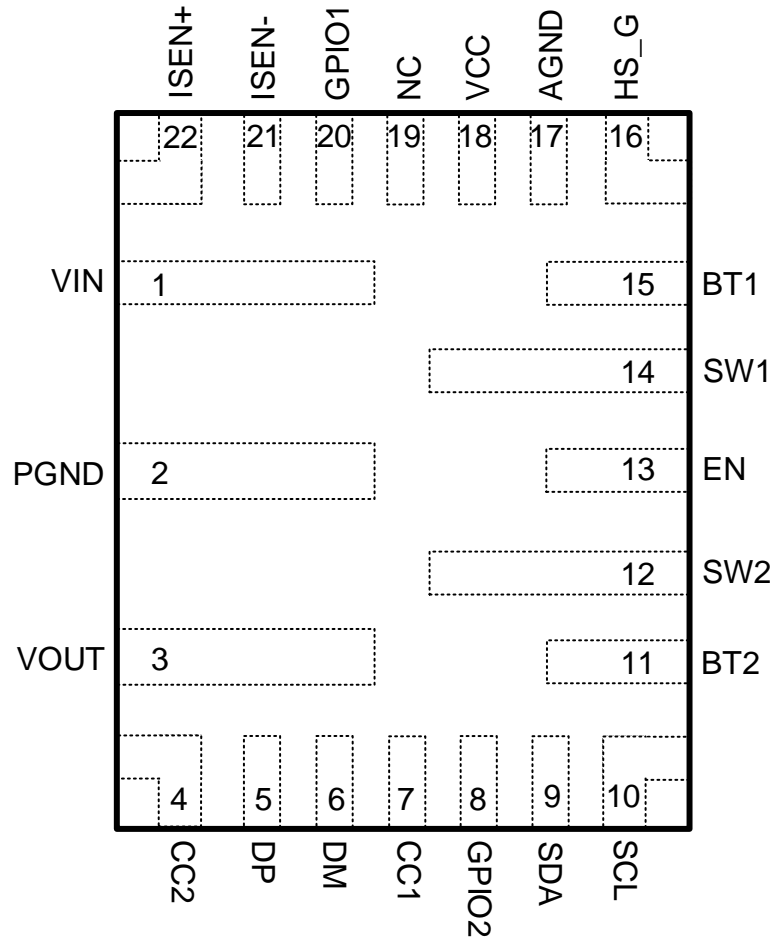 ISEN+ ISEN- GPIO1 NC VCC AGND HS_G
22 21 20 19 18 17 16
VIN 1 15 BT1
14 SW1
PGND 2 13 EN
12 SW2
VOUT 3 11 BT2
4 5 6 7 8 9 10
CC2 DP DM CC1 GPIO2 SDA SCL